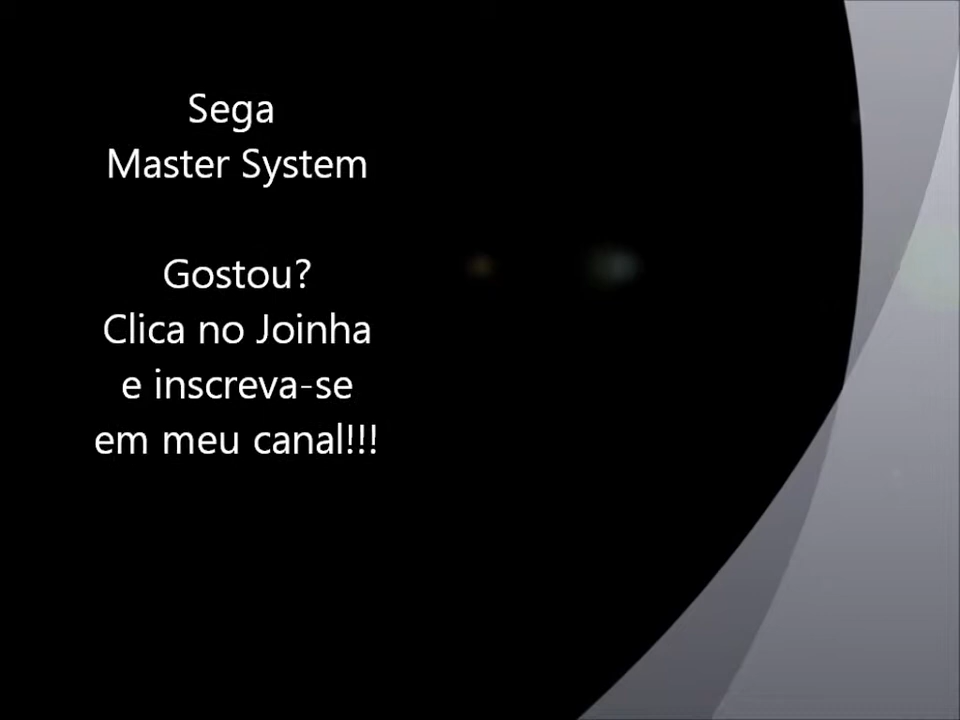 Sega
Master System
Gostou?
Clica no Joinha
e inscreva-se
em meu canal!!!